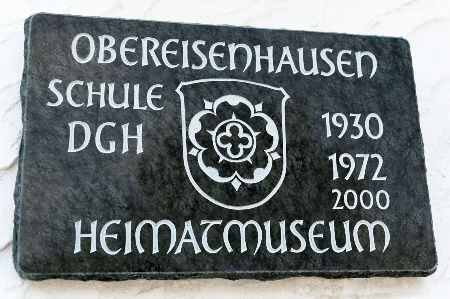 OBEREISENHAUSEN
SCHULE 1930
DGH 1972
2000
HEIMATMUSEUM